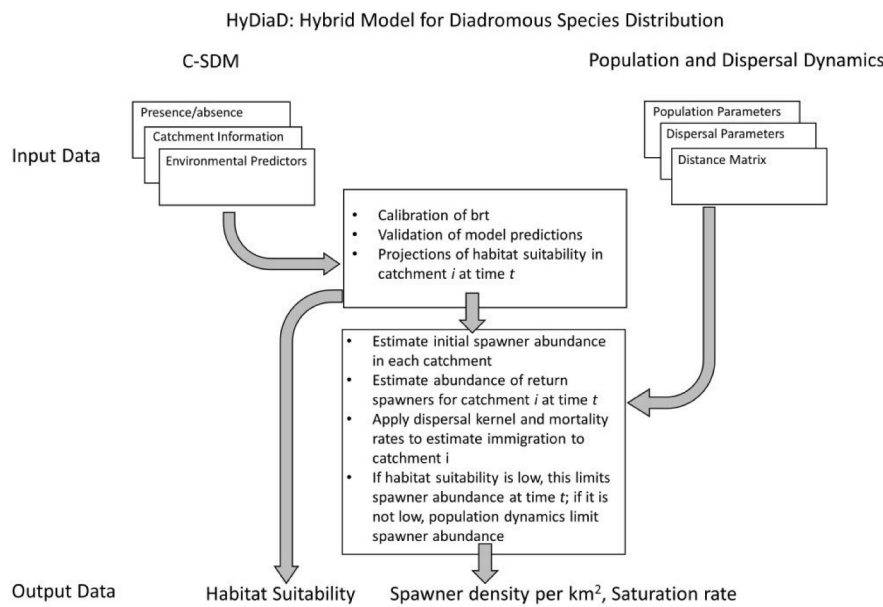 HyDiaD: Hybrid Model for Diadromous Species Distribution
C-SDM
Population and Dispersal Dynamics
Input Data
Presence/absence
Catchment Information
Environmental Predictors
Population Parameters
Dispersal Parameters
Distance Matrix
• Calibration of brt
• Validation of model predictions
• Projections of habitat suitability in
catchment i at time t
• Estimate initial spawner abundance
in each catchment
• Estimate abundance of return
spawners for catchment i at time t
• Apply dispersal kernel and mortality
rates to estimate immigration to
catchment i
• If habitat suitability is low, this limits
spawner abundance at time t; if it is
not low, population dynamics limit
spawner abundance
Output Data
Habitat Suitability
Spawner density per km², Saturation rate